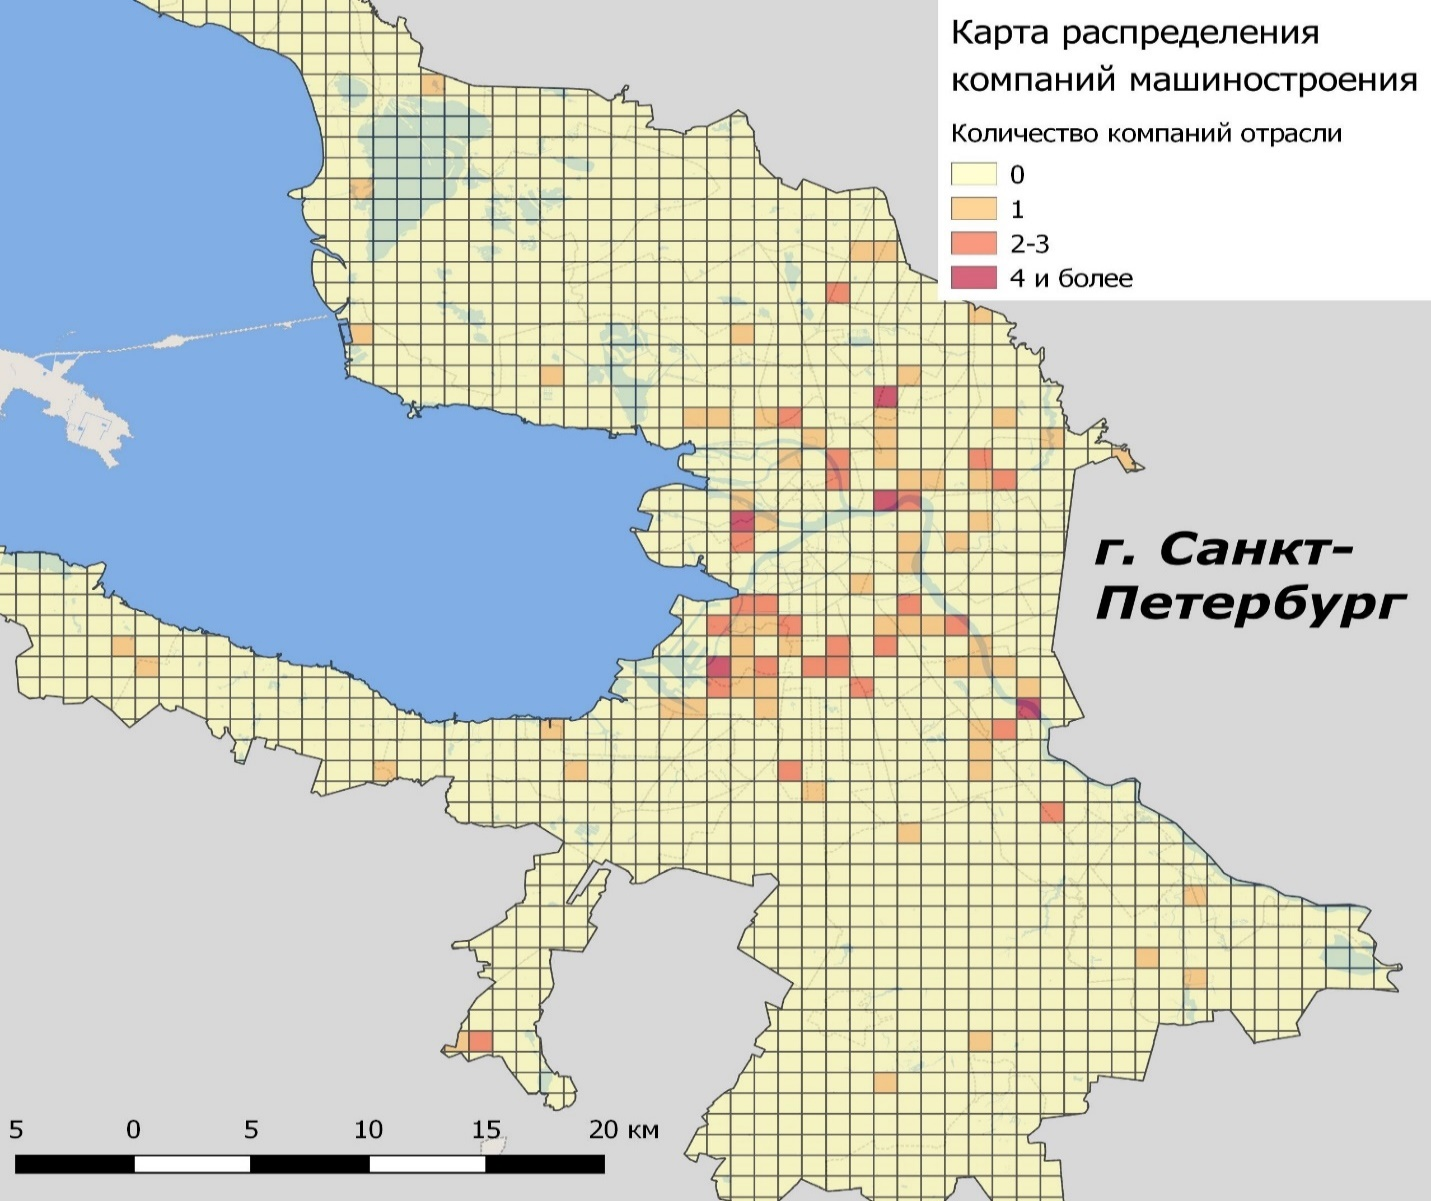 Карта распределения
компаний машиностроения
Количество компаний отрасли
0
1
2-3
4 и более
г. Санкт-
Петербург
5 0 5 10 15 20 км